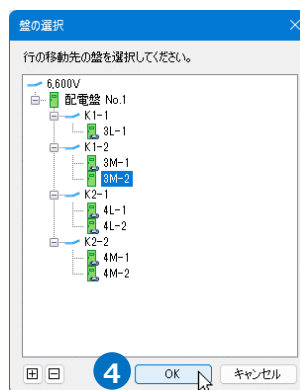 盤の選択
行の移動先の盤を選択してください。
6,600V
配電盤 No.1
K1-1
3L-1
K1-2
3M-1
3M-2
K2-1
4L-1
4L-2
K2-2
4M-1
4M-2
4
OK
キャンセル